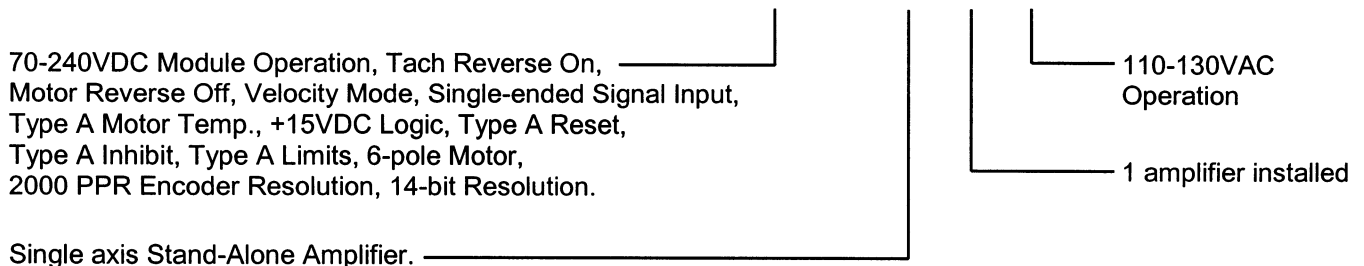 70-240VDC Module Operation, Tach Reverse On,
Motor Reverse Off, Velocity Mode, Single-ended Signal Input,
Type A Motor Temp., +15VDC Logic, Type A Reset,
Type A Inhibit, Type A Limits, 6-pole Motor,
2000 PPR Encoder Resolution, 14-bit Resolution.
110-130VAC
Operation
1 amplifier installed
Single axis Stand-Alone Amplifier.